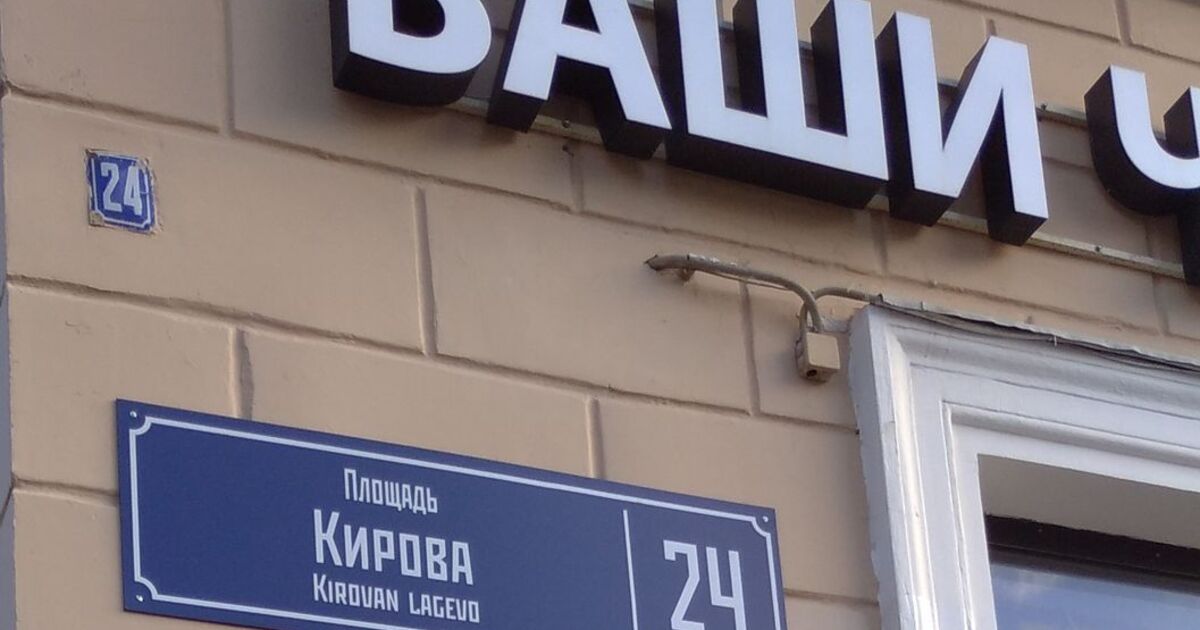 ВАШИ
24
Площадь
Кирова
Kirovan lagevo
24